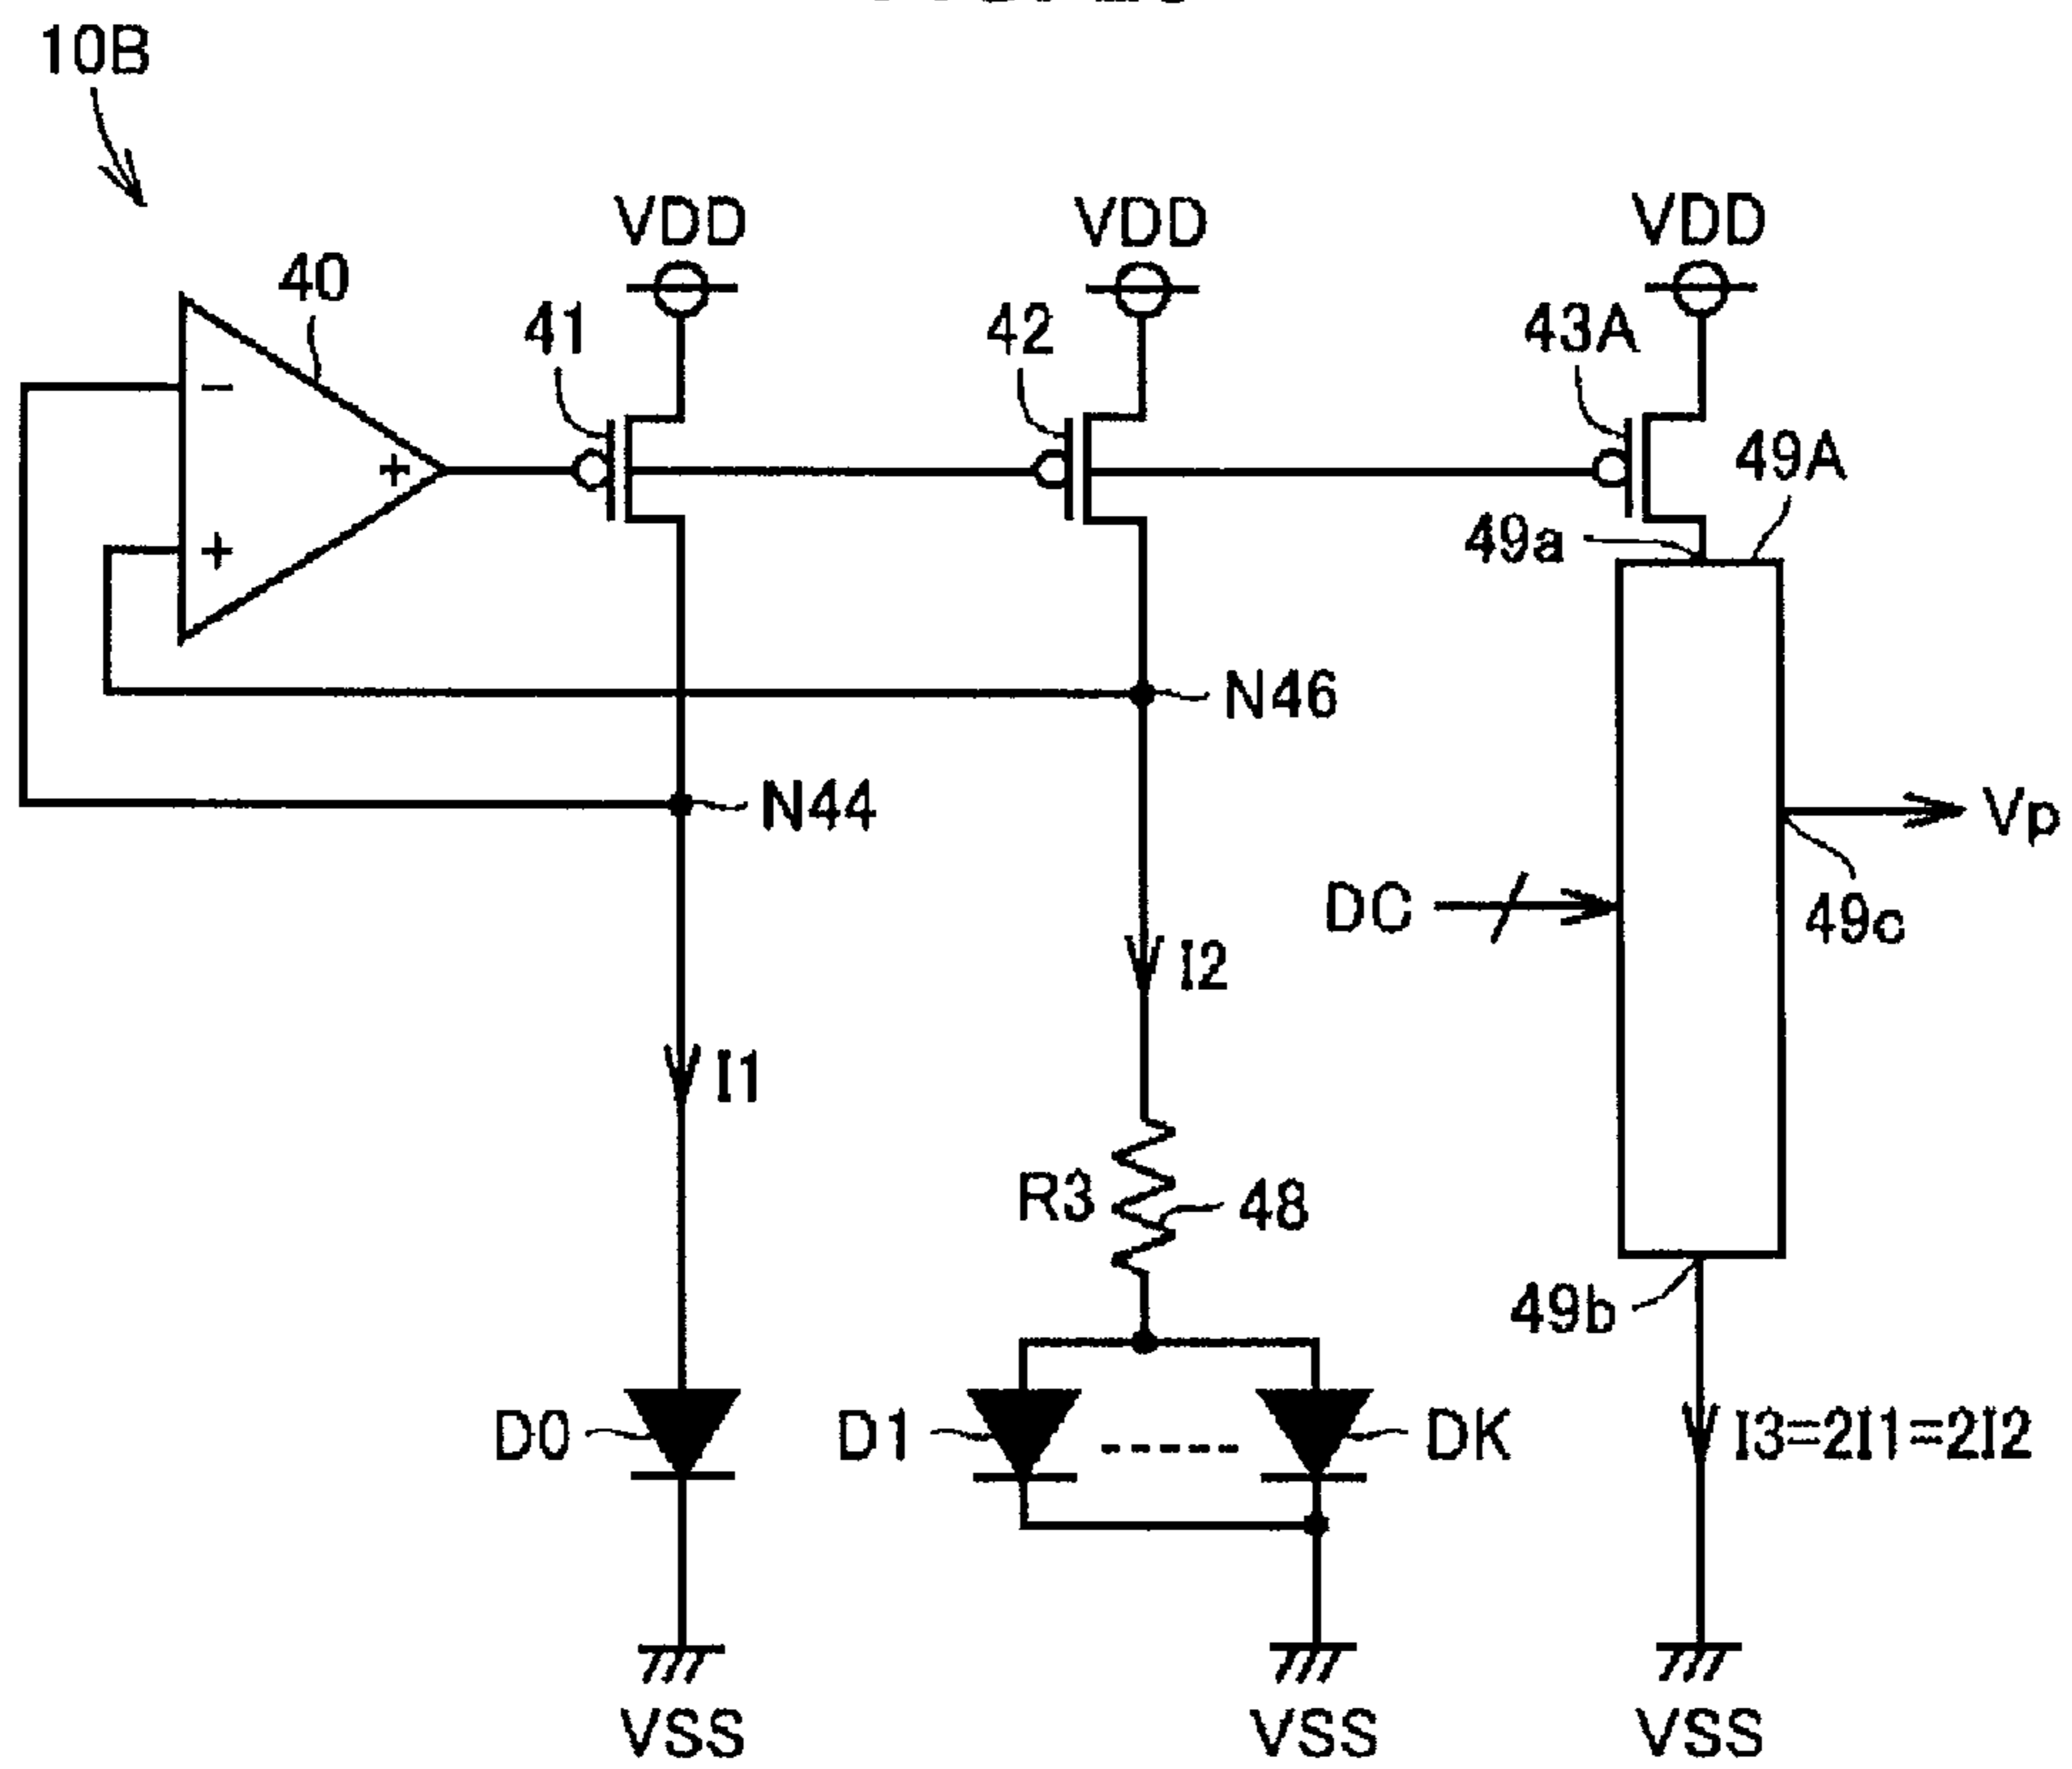 10B
VDD
VDD
VDD
40
41
42
43A
−
+
+
49A
49a
N46
N44
Vp
DC
49c
I2
I1
R3
48
49b
D0
D1
DK
I3=2I1=2I2
VSS
VSS
VSS